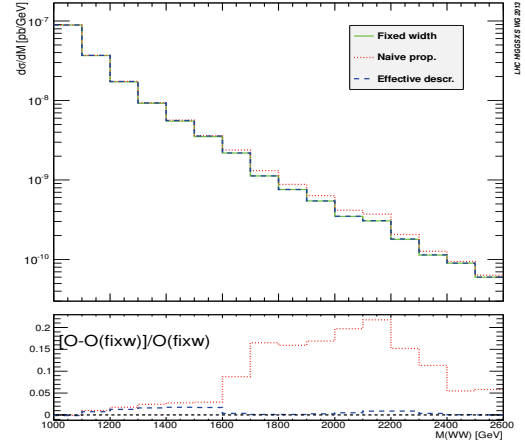 dσ/dM [pb/GeV]
10⁻⁷
10⁻⁸
10⁻⁹
10⁻¹⁰
Fixed width
Naive prop.
Effective descr.
LHC HIGGS XS WG 2013
[O-O(fixw)]/O(fixw)
0.2
0.15
0.1
0.05
0
1000 1200 1400 1600 1800 2000 2200 2400 2600
M(WW) [GeV]